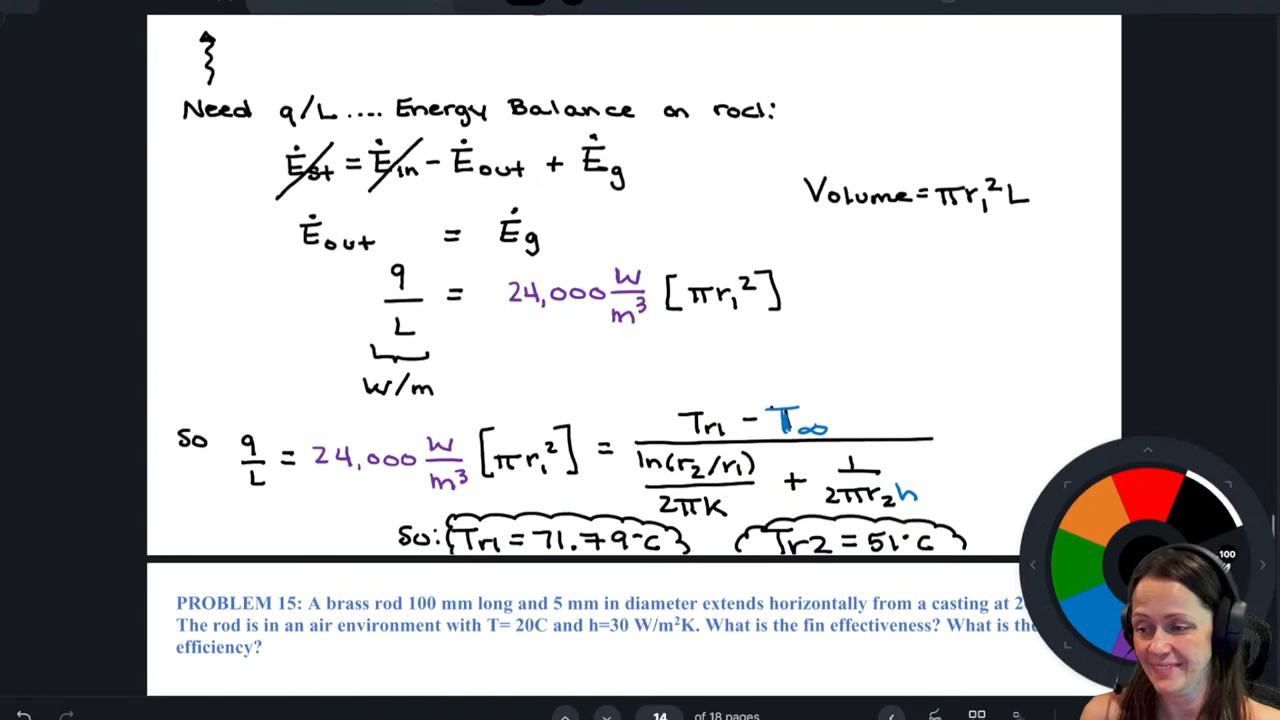 Need q/L .... Energy Balance on rod:
Ėst = Ėin - Ėout + Ėg
Volume = πr₁²L
Ėout = Ėg
q/L = 24,000 W/m³ [πr₁²]
W/m
So q/L = 24,000 W/m³ [πr₁²] = (Tr1 - T∞) / (ln(r₂/r₁)/2πK + 1/2πr₂h)
So: Tr1 = 71.79°C Tr2 = 51°C
PROBLEM 15: A brass rod 100 mm long and 5 mm in diameter extends horizontally from a casting at
The rod is in an air environment with T= 20C and h=30 W/m²K. What is the fin effectiveness? What is the
efficiency?
100
14 of 18 pages